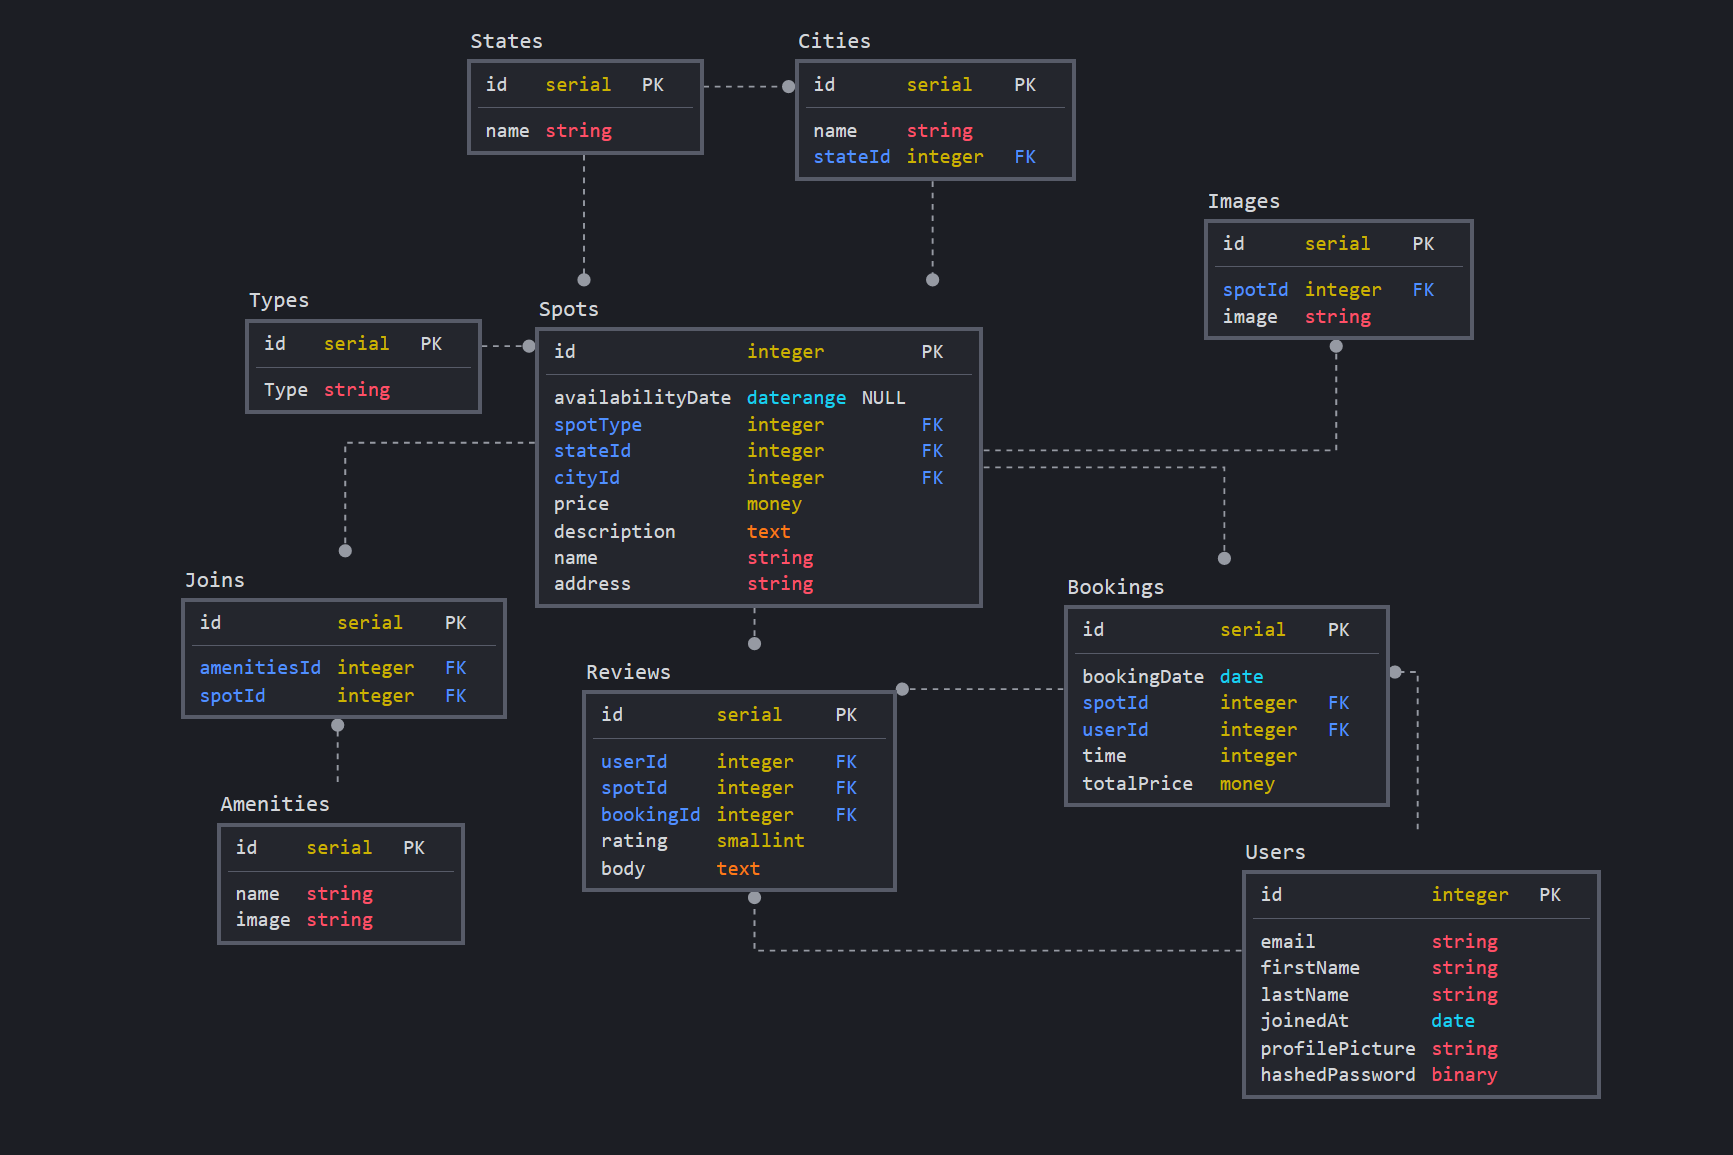 States
id serial PK
name string
Cities
id serial PK
name string
stateId integer FK
Images
id serial PK
spotId integer FK
image string
Types
id serial PK
Type string
Spots
id integer PK
availabilityDate daterange NULL
spotType integer FK
stateId integer FK
cityId integer FK
price money
description text
name string
address string
Joins
id serial PK
amenitiesId integer FK
spotId integer FK
Bookings
id serial PK
bookingDate date
spotId integer FK
userId integer FK
time integer
totalPrice money
Reviews
id serial PK
userId integer FK
spotId integer FK
bookingId integer FK
rating smallint
body text
Amenities
id serial PK
name string
image string
Users
id integer PK
email string
firstName string
lastName string
joinedAt date
profilePicture string
hashedPassword binary